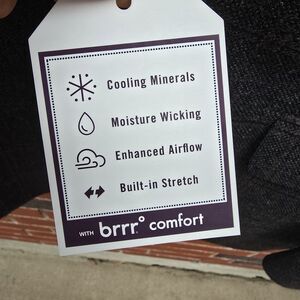 Cooling Minerals
Moisture Wicking
Enhanced Airflow
Built-in Stretch
WITH brrr° comfort